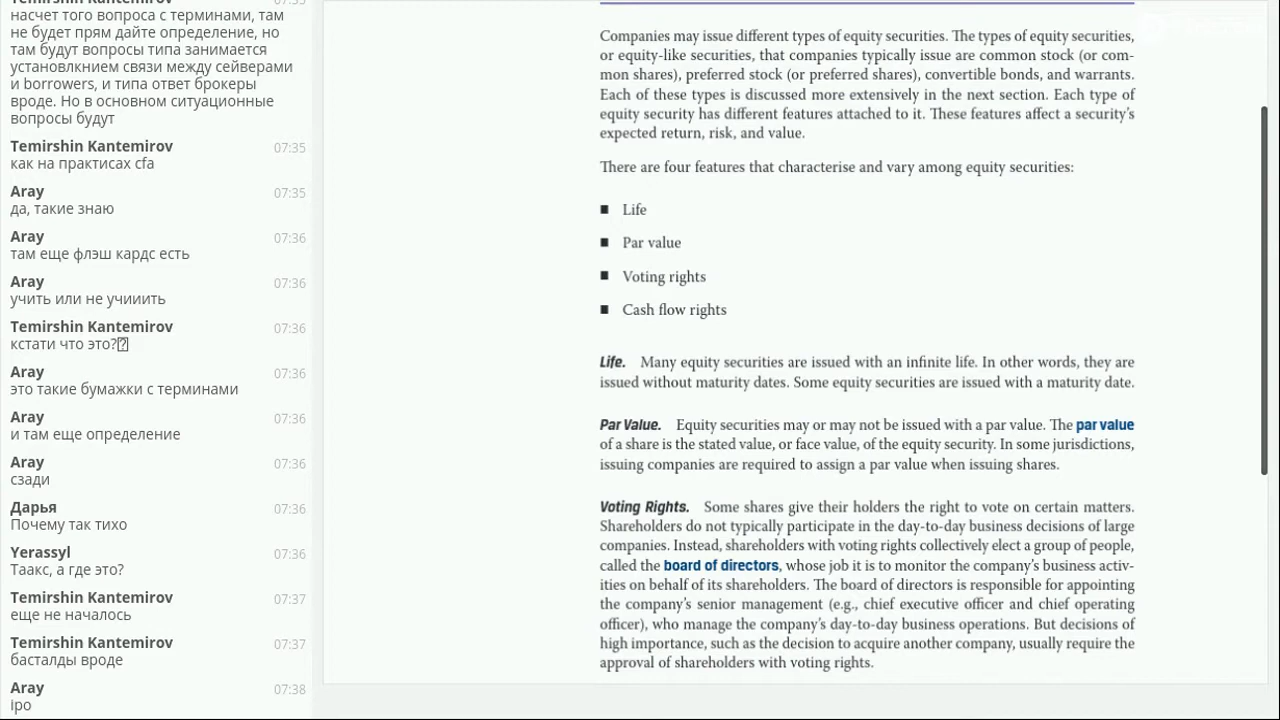 Temirshin Kantemirov 07:35
насчет того вопроса с терминами, там
не будет прям дайте определение, но
там будут вопросы типа занимается
установлкнием связи между сейверами
и borrowers, и типа ответ брокеры
вроде. Но в основном ситуационные
вопросы будут
Temirshin Kantemirov 07:35
как на практисах cfa
Aray 07:35
да, такие знаю
Aray 07:36
там еще флэш кардс есть
Aray 07:36
учить или не учииить
Temirshin Kantemirov 07:36
кстати что это?
Aray 07:36
это такие бумажки с терминами
Aray 07:36
и там еще определение
Aray 07:36
сзади
Дарья 07:36
Почему так тихо
Yerassyl 07:36
Таакс, а где это?
Temirshin Kantemirov 07:37
еще не началось
Temirshin Kantemirov 07:37
басталды вроде
Aray 07:38
ipo
Companies may issue different types of equity securities. The types of equity securities,
or equity-like securities, that companies typically issue are common stock (or com-
mon shares), preferred stock (or preferred shares), convertible bonds, and warrants.
Each of these types is discussed more extensively in the next section. Each type of
equity security has different features attached to it. These features affect a security's
expected return, risk, and value.
There are four features that characterise and vary among equity securities:
■ Life
■ Par value
■ Voting rights
■ Cash flow rights
Life. Many equity securities are issued with an infinite life. In other words, they are
issued without maturity dates. Some equity securities are issued with a maturity date.
Par Value. Equity securities may or may not be issued with a par value. The par value
of a share is the stated value, or face value, of the equity security. In some jurisdictions,
issuing companies are required to assign a par value when issuing shares.
Voting Rights. Some shares give their holders the right to vote on certain matters.
Shareholders do not typically participate in the day-to-day business decisions of large
companies. Instead, shareholders with voting rights collectively elect a group of people,
called the board of directors, whose job it is to monitor the company's business activ-
ities on behalf of its shareholders. The board of directors is responsible for appointing
the company's senior management (e.g., chief executive officer and chief operating
officer), who manage the company's day-to-day business operations. But decisions of
high importance, such as the decision to acquire another company, usually require the
approval of shareholders with voting rights.